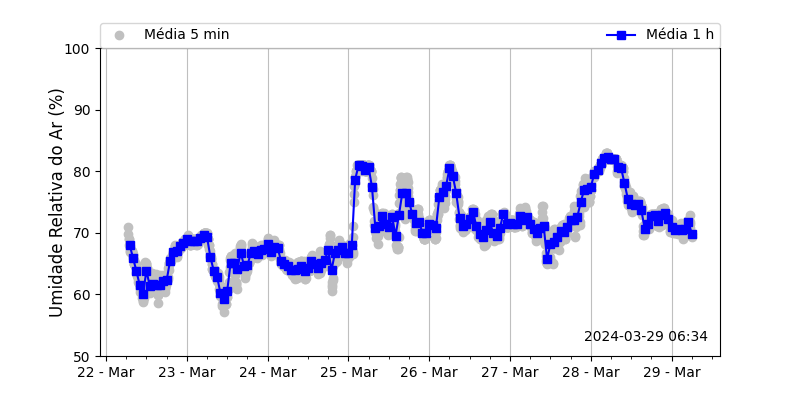 Média 5 min
Média 1 h
Umidade Relativa do Ar (%)
100
90
80
70
60
50
2024-03-29 06:34
22 - Mar
23 - Mar
24 - Mar
25 - Mar
26 - Mar
27 - Mar
28 - Mar
29 - Mar